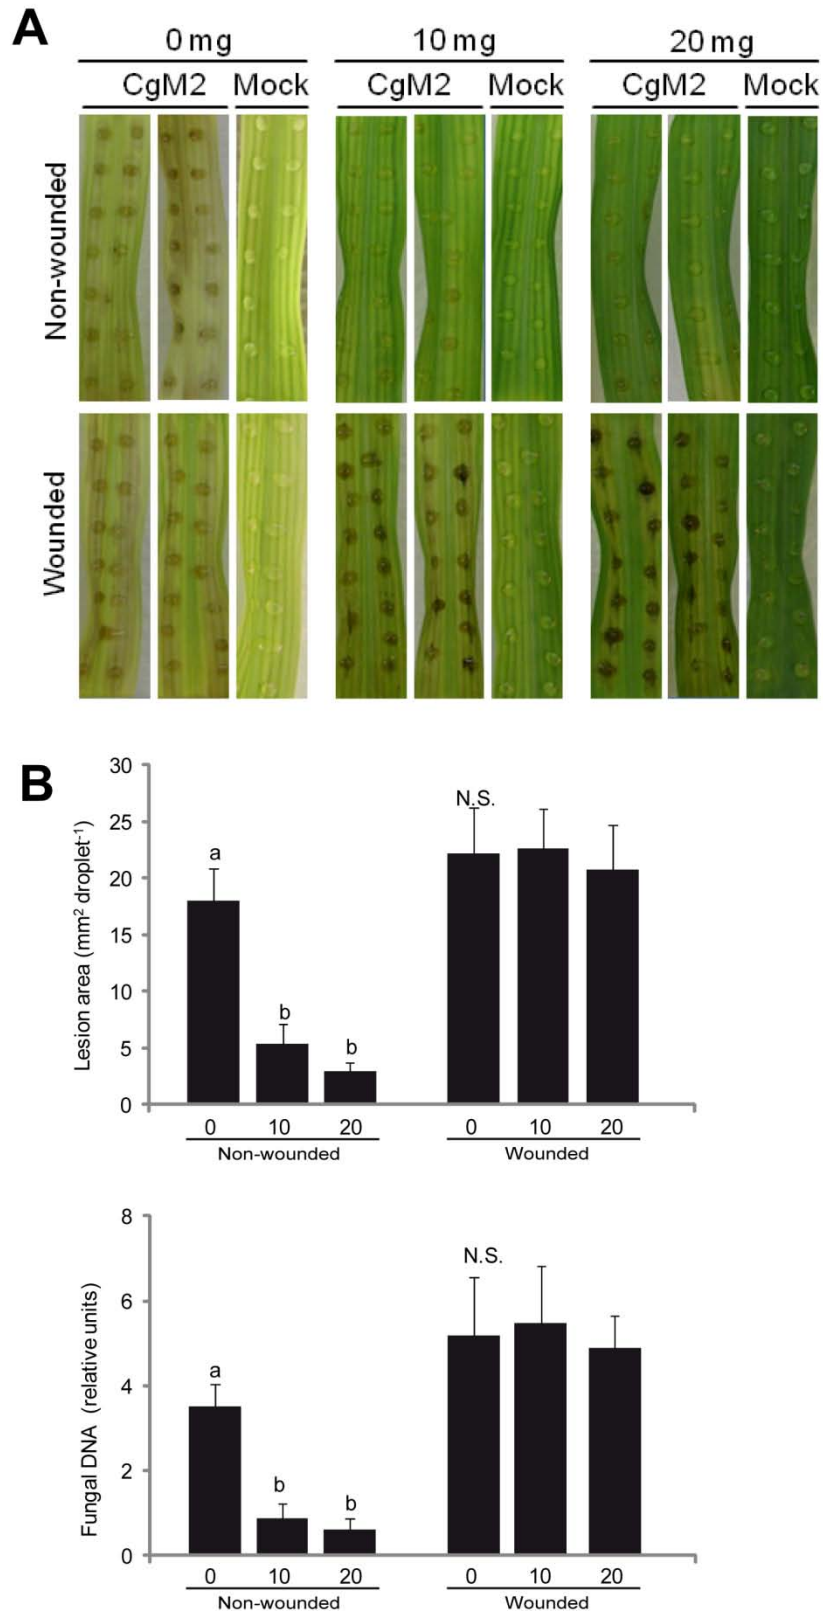 A
0 mg 10 mg 20 mg
CgM2 Mock CgM2 Mock CgM2 Mock
Non-wounded
Wounded
B
30
25
20
15
10
5
0
Lesion area (mm² droplet⁻¹)
a
b
b
N.S.
0 10 20 0 10 20
Non-wounded Wounded
8
6
4
2
0
Fungal DNA (relative units)
a
b
b
N.S.
0 10 20 0 10 20
Non-wounded Wounded